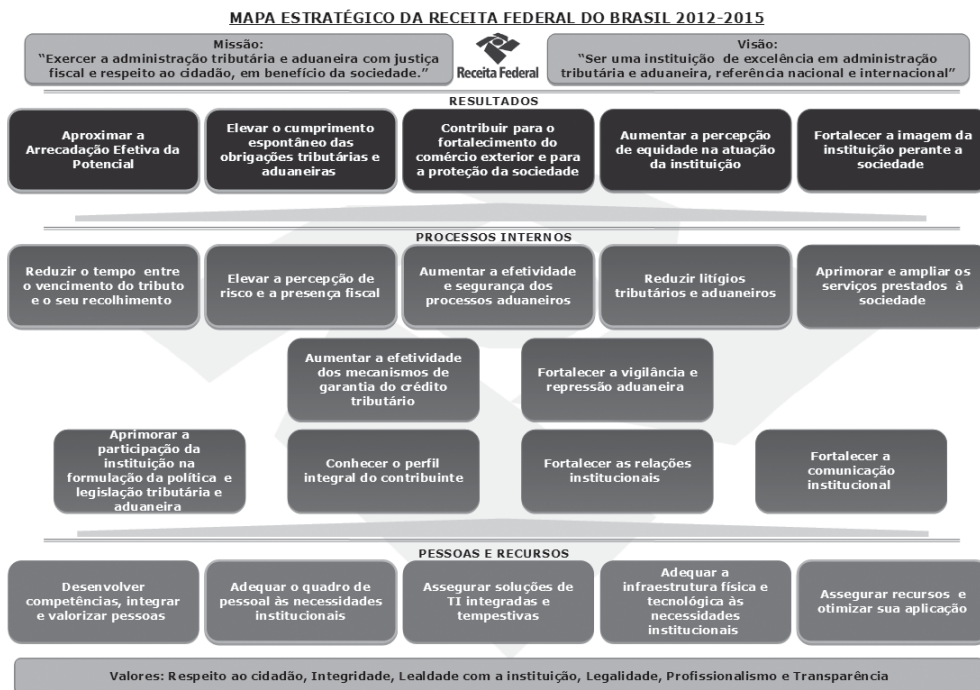 MAPA ESTRATÉGICO DA RECEITA FEDERAL DO BRASIL 2012-2015
Missão:
“Exercer a administração tributária e aduaneira com justiça
fiscal e respeito ao cidadão, em benefício da sociedade.”
Receita Federal
Visão:
“Ser uma instituição de excelência em administração
tributária e aduaneira, referência nacional e internacional”
RESULTADOS
Aproximar a
Arrecadação Efetiva da
Potencial
Elevar o cumprimento
espontâneo das
obrigações tributárias e
aduaneiras
Contribuir para o
fortalecimento do
comércio exterior e para
a proteção da sociedade
Aumentar a percepção
de equidade na atuação
da instituição
Fortalecer a imagem da
instituição perante a
sociedade
PROCESSOS INTERNOS
Reduzir o tempo entre
o vencimento do tributo
e o seu recolhimento
Elevar a percepção de
risco e a presença fiscal
Aumentar a efetividade
e segurança dos
processos aduaneiros
Reduzir litígios
tributários e aduaneiros
Aprimorar e ampliar os
serviços prestados à
sociedade
Aumentar a efetividade
dos mecanismos de
garantia do crédito
tributário
Fortalecer a vigilância e
repressão aduaneira
Aprimorar a
participação da
instituição na
formulação da política e
legislação tributária e
aduaneira
Conhecer o perfil
integral do contribuinte
Fortalecer as relações
institucionais
Fortalecer a
comunicação
institucional
PESSOAS E RECURSOS
Desenvolver
competências, integrar
e valorizar pessoas
Adequar o quadro de
pessoal às necessidades
institucionais
Assegurar soluções de
TI integradas e
tempestivas
Adequar a
infraestrutura física e
tecnológica às
necessidades
institucionais
Assegurar recursos e
otimizar sua aplicação
Valores: Respeito ao cidadão, Integridade, Lealdade com a instituição, Legalidade, Profissionalismo e Transparência